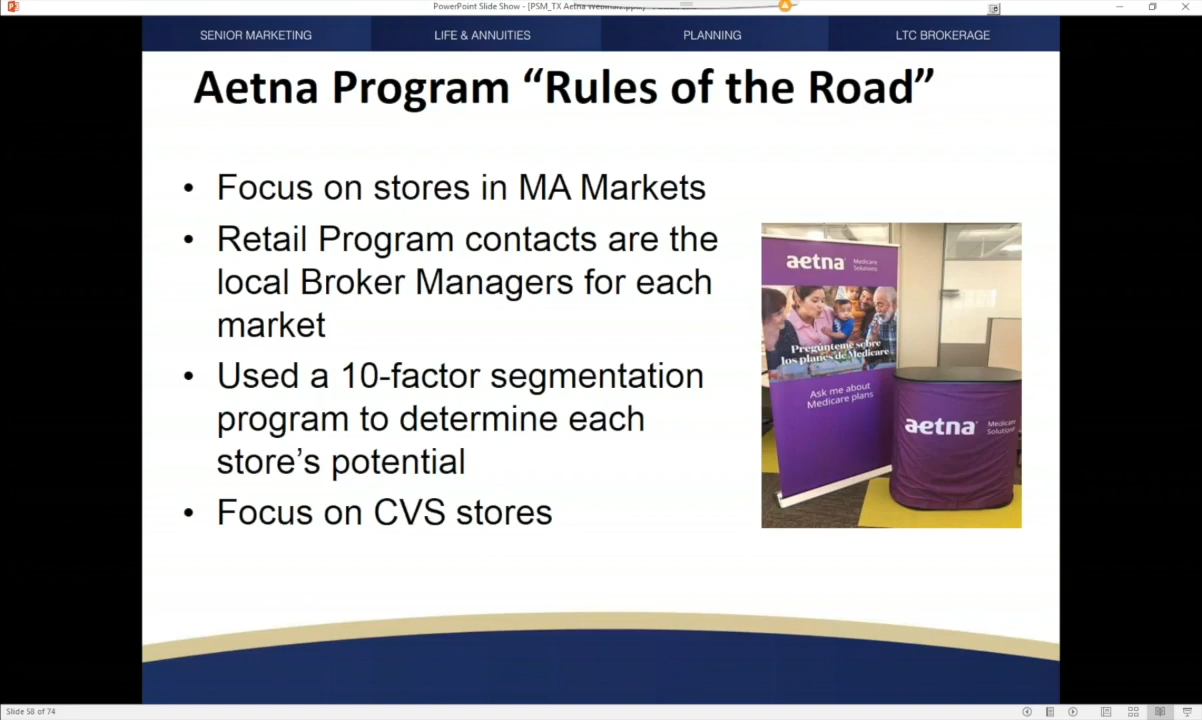 PowerPoint Slide Show - [PSM_TX Aetna
SENIOR MARKETING
LIFE & ANNUITIES
PLANNING
LTC BROKERAGE
Aetna Program “Rules of the Road”
• Focus on stores in MA Markets
• Retail Program contacts are the
local Broker Managers for each
market
• Used a 10-factor segmentation
program to determine each
store’s potential
• Focus on CVS stores
aetna Medicare
Solutions
Pregúnteme sobre
los planes de Medicare
Ask me about
Medicare plans
aetna Medicare
Solutions
Slide 58 of 74